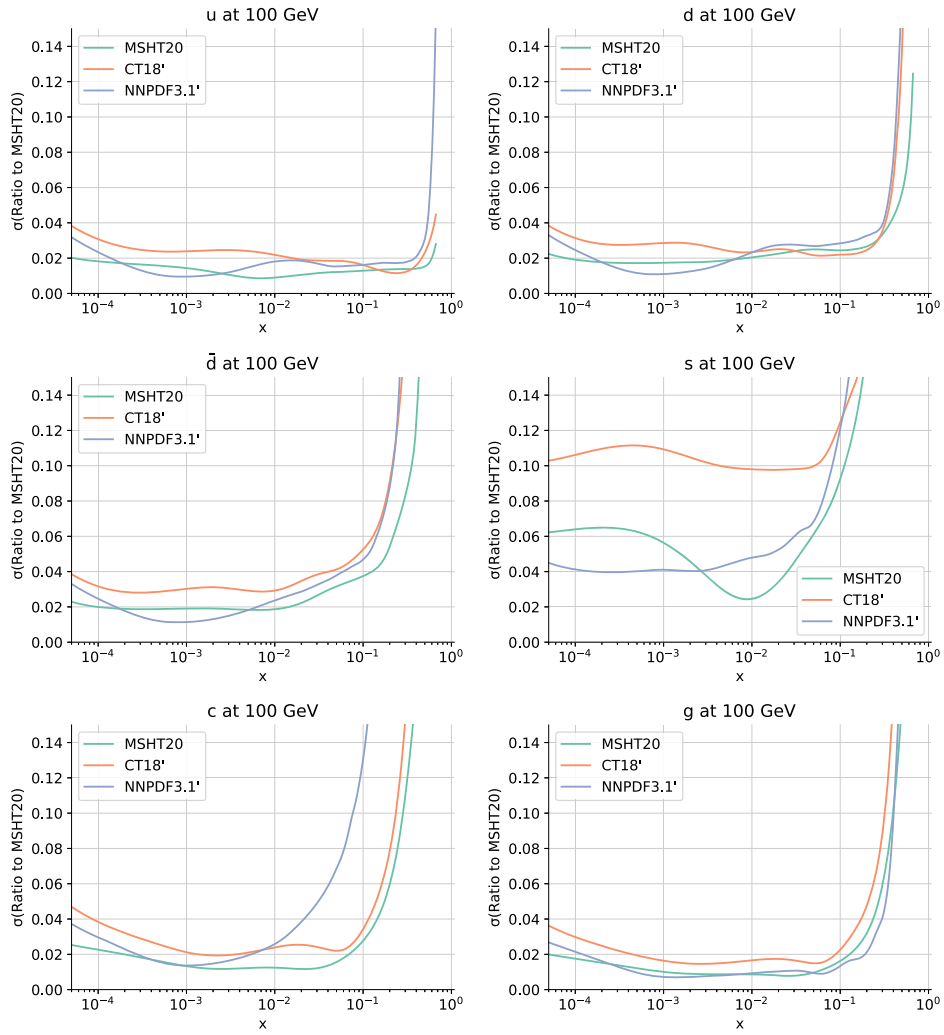 u at 100 GeV
σ(Ratio to MSHT20)
0.14
0.12
0.10
0.08
0.06
0.04
0.02
0.00
MSHT20
CT18'
NNPDF3.1'
10⁻⁴
10⁻³
10⁻²
10⁻¹
10⁰
x
d at 100 GeV
σ(Ratio to MSHT20)
0.14
0.12
0.10
0.08
0.06
0.04
0.02
0.00
MSHT20
CT18'
NNPDF3.1'
10⁻⁴
10⁻³
10⁻²
10⁻¹
10⁰
x
d̄ at 100 GeV
σ(Ratio to MSHT20)
0.14
0.12
0.10
0.08
0.06
0.04
0.02
0.00
MSHT20
CT18'
NNPDF3.1'
10⁻⁴
10⁻³
10⁻²
10⁻¹
10⁰
x
s at 100 GeV
σ(Ratio to MSHT20)
0.14
0.12
0.10
0.08
0.06
0.04
0.02
0.00
MSHT20
CT18'
NNPDF3.1'
10⁻⁴
10⁻³
10⁻²
10⁻¹
10⁰
x
c at 100 GeV
σ(Ratio to MSHT20)
0.14
0.12
0.10
0.08
0.06
0.04
0.02
0.00
MSHT20
CT18'
NNPDF3.1'
10⁻⁴
10⁻³
10⁻²
10⁻¹
10⁰
x
g at 100 GeV
σ(Ratio to MSHT20)
0.14
0.12
0.10
0.08
0.06
0.04
0.02
0.00
MSHT20
CT18'
NNPDF3.1'
10⁻⁴
10⁻³
10⁻²
10⁻¹
10⁰
x